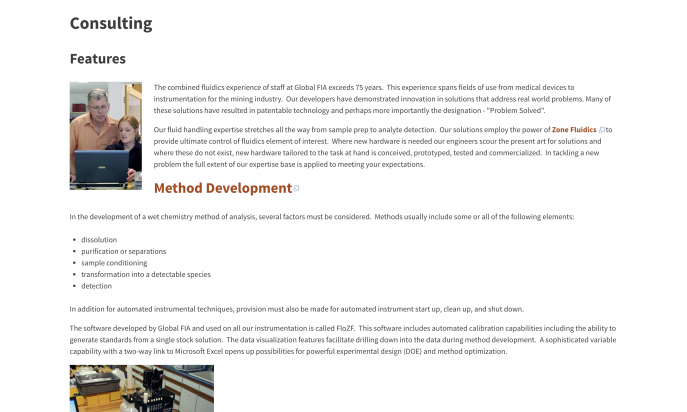 Consulting
Features
The combined fluidics experience of staff at Global FIA exceeds 75 years. This experience spans fields of use from medical devices to
instrumentation for the mining industry. Our developers have demonstrated innovation in solutions that address real world problems. Many of
these solutions have resulted in patentable technology and perhaps more importantly the designation - "Problem Solved".
Our fluid handling expertise stretches all the way from sample prep to analyte detection. Our solutions employ the power of Zone Fluidics to
provide ultimate control of fluidics element of interest. Where new hardware is needed our engineers scour the present art for solutions and
where these do not exist, new hardware tailored to the task at hand is conceived, prototyped, tested and commercialized. In tackling a new
problem the full extent of our expertise base is applied to meeting your expectations.
Method Development
In the development of a wet chemistry method of analysis, several factors must be considered. Methods usually include some or all of the following elements:
dissolution
purification or separations
sample conditioning
transformation into a detectable species
detection
In addition for automated instrumental techniques, provision must also be made for automated instrument start up, clean up, and shut down.
The software developed by Global FIA and used on all our instrumentation is called FloZF. This software includes automated calibration capabilities including the ability to
generate standards from a single stock solution. The data visualization features facilitate drilling down into the data during method development. A sophisticated variable
capability with a two-way link to Microsoft Excel opens up possibilities for powerful experimental design (DOE) and method optimization.